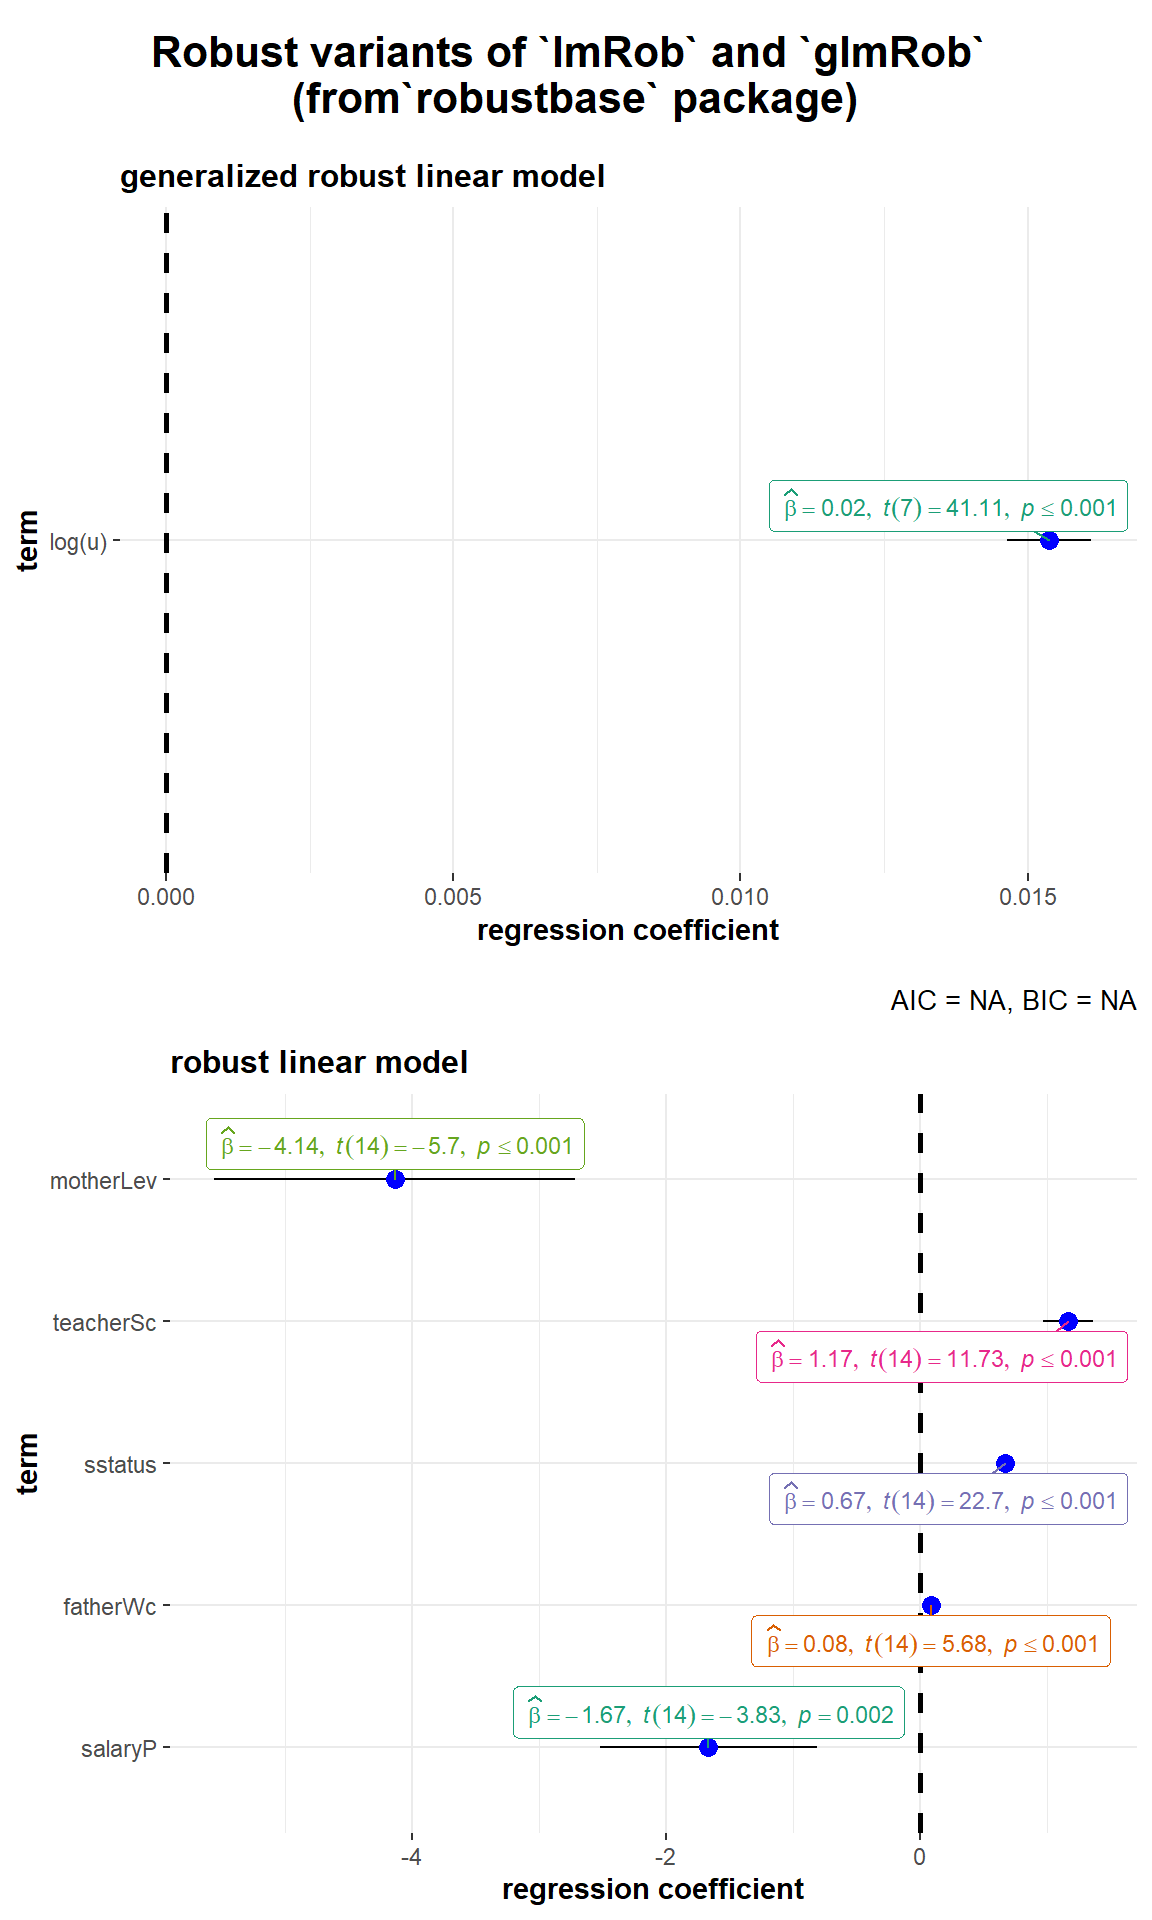 Robust variants of `lmRob` and `glmRob`
(from`robustbase` package)
generalized robust linear model
β̂ = 0.02, t(7) = 41.11, p ≤ 0.001
term
log(u)
0.000 0.005 0.010 0.015
regression coefficient
AIC = NA, BIC = NA
robust linear model
β̂ = −4.14, t(14) = −5.7, p ≤ 0.001
motherLev
teacherSc
β̂ = 1.17, t(14) = 11.73, p ≤ 0.001
term
sstatus
β̂ = 0.67, t(14) = 22.7, p ≤ 0.001
fatherWc
β̂ = 0.08, t(14) = 5.68, p ≤ 0.001
β̂ = −1.67, t(14) = −3.83, p = 0.002
salaryP
-4 -2 0
regression coefficient